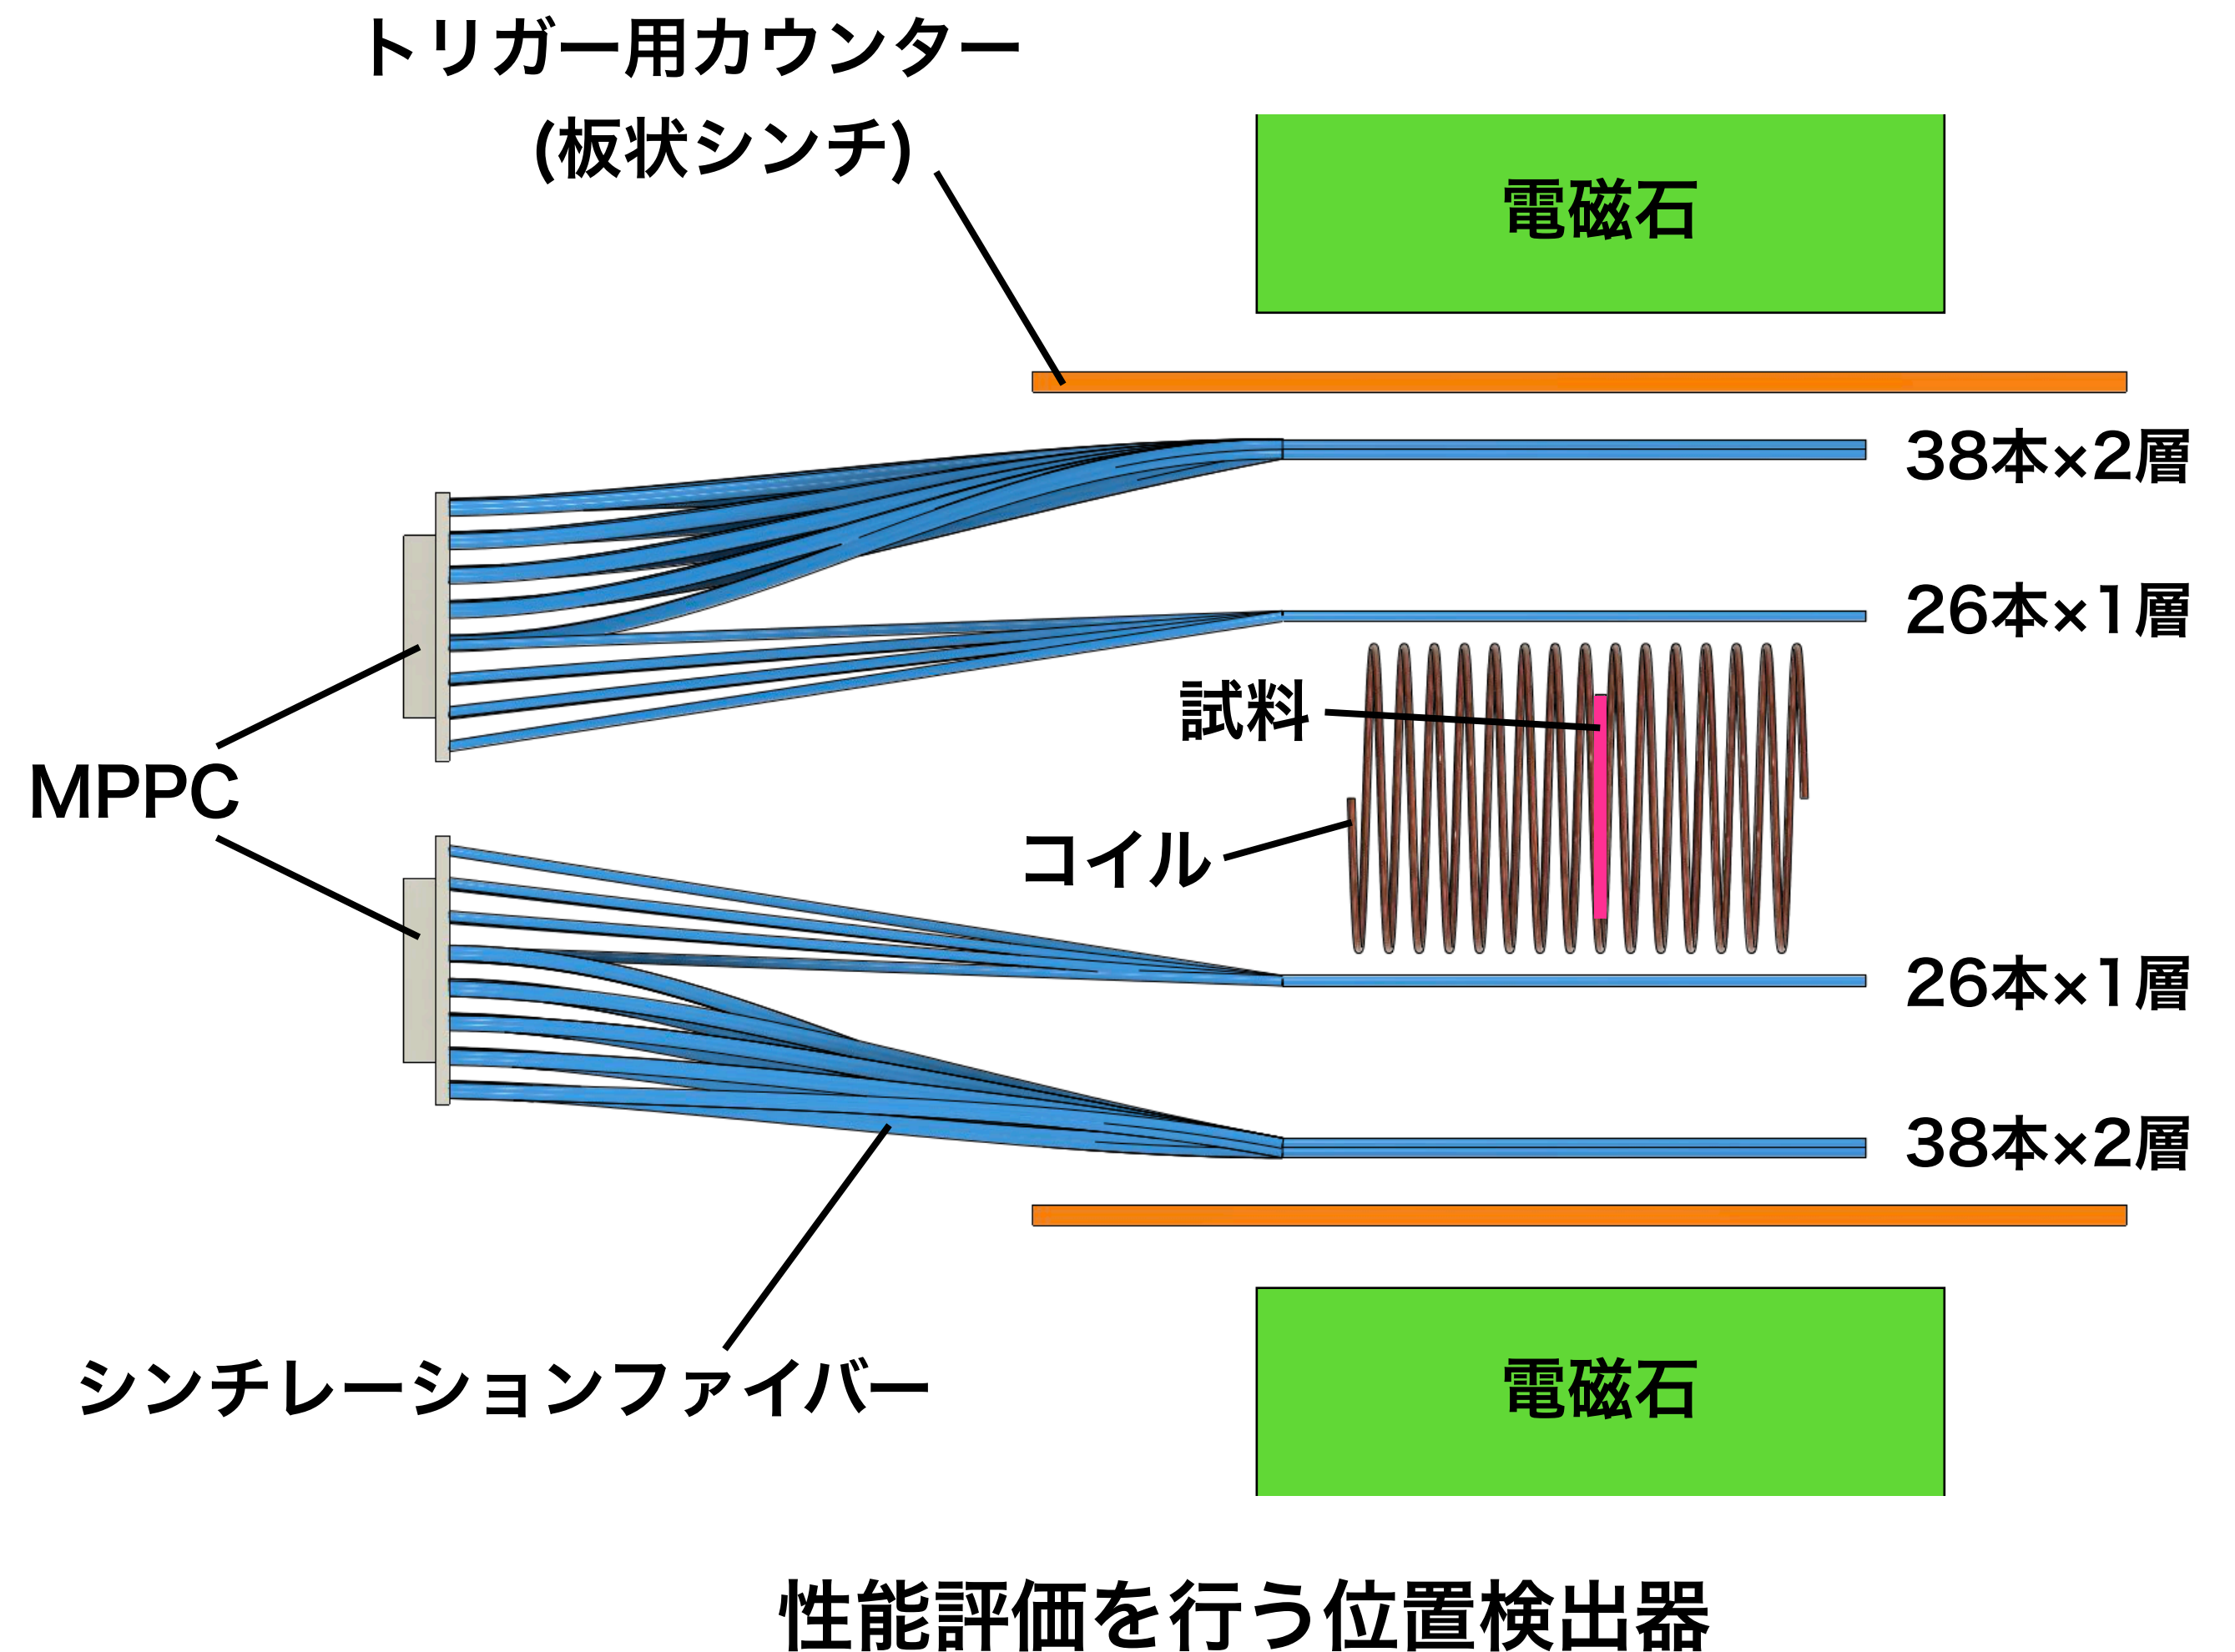 トリガー用カウンター
(板状シンチ)
電磁石
38本×2層
26本×1層
試料
MPPC
コイル
26本×1層
38本×2層
シンチレーションファイバー
電磁石
性能評価を行う位置検出器